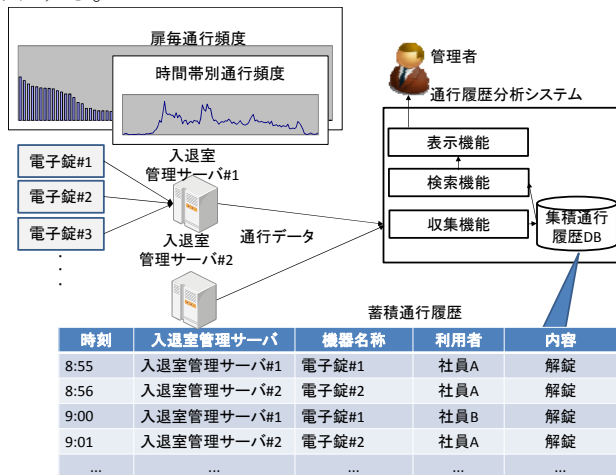 扉毎通行頻度
時間帯別通行頻度
管理者
通行履歴分析システム
表示機能
検索機能
収集機能
集積通行
履歴DB
電子錠#1
電子錠#2
電子錠#3
・
・
・
入退室
管理サーバ#1
入退室
管理サーバ#2
通行データ
蓄積通行履歴
時刻 入退室管理サーバ 機器名称 利用者 内容
8:55 入退室管理サーバ#1 電子錠#1 社員A 解錠
8:56 入退室管理サーバ#2 電子錠#2 社員A 解錠
9:00 入退室管理サーバ#1 電子錠#1 社員B 解錠
9:01 入退室管理サーバ#2 電子錠#2 社員A 解錠
... ... ... ... ...